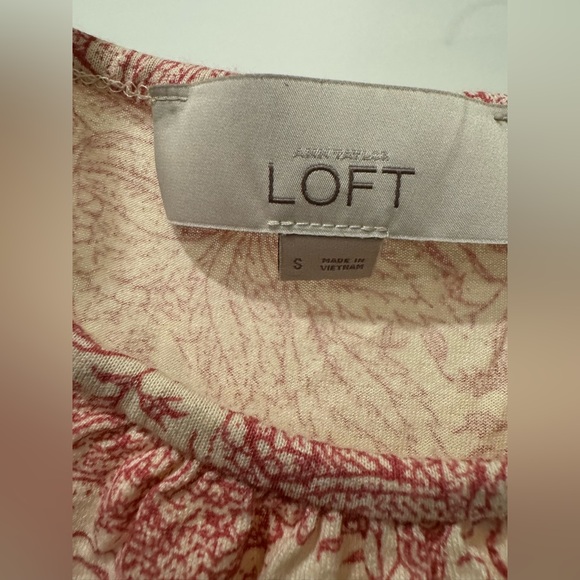 ANN TAYLOR
LOFT
S
MADE IN
VIETNAM